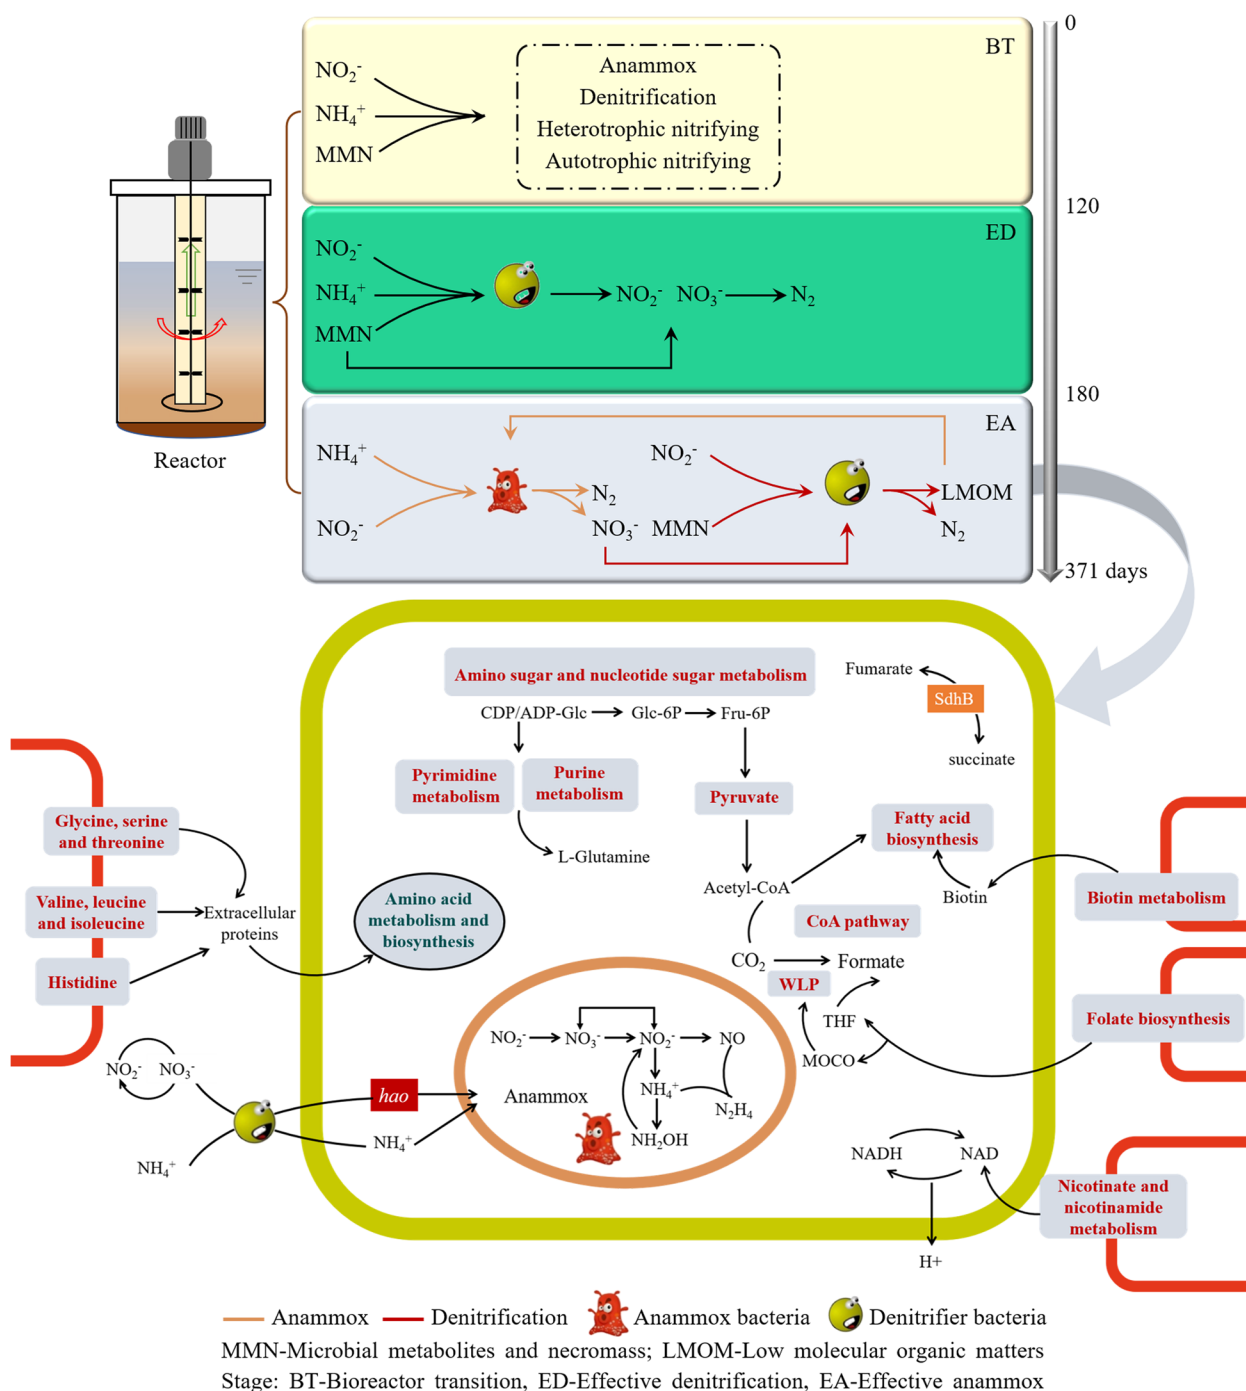 0
BT
NO₂⁻
NH₄⁺
MMN
Anammox
Denitrification
Heterotrophic nitrifying
Autotrophic nitrifying
120
ED
NO₂⁻
NH₄⁺
MMN
NO₂⁻ NO₃⁻ N₂
180
EA
NH₄⁺
NO₂⁻
N₂
NO₃⁻
NO₂⁻
MMN
LMOM
N₂
371 days
Reactor
Amino sugar and nucleotide sugar metabolism
CDP/ADP-Glc Glc-6P Fru-6P
Fumarate
SdhB
succinate
Pyrimidine
metabolism
Purine
metabolism
L-Glutamine
Pyruvate
Acetyl-CoA
Fatty acid
biosynthesis
Biotin
Biotin metabolism
CoA pathway
CO₂ Formate
WLP
THF
MOCO
Folate biosynthesis
Glycine, serine
and threonine
Valine, leucine
and isoleucine
Histidine
Extracellular
proteins
Amino acid
metabolism and
biosynthesis
NO₂⁻ NO₃⁻
NH₄⁺
hao
NH₄⁺
NO₂⁻ NO₃⁻ NO₂⁻ NO
Anammox
NH₄⁺
N₂H₄
NH₂OH
NADH NAD
H+
Nicotinate and
nicotinamide
metabolism
Anammox Denitrification Anammox bacteria Denitrifier bacteria
MMN-Microbial metabolites and necromass; LMOM-Low molecular organic matters
Stage: BT-Bioreactor transition, ED-Effective denitrification, EA-Effective anammox